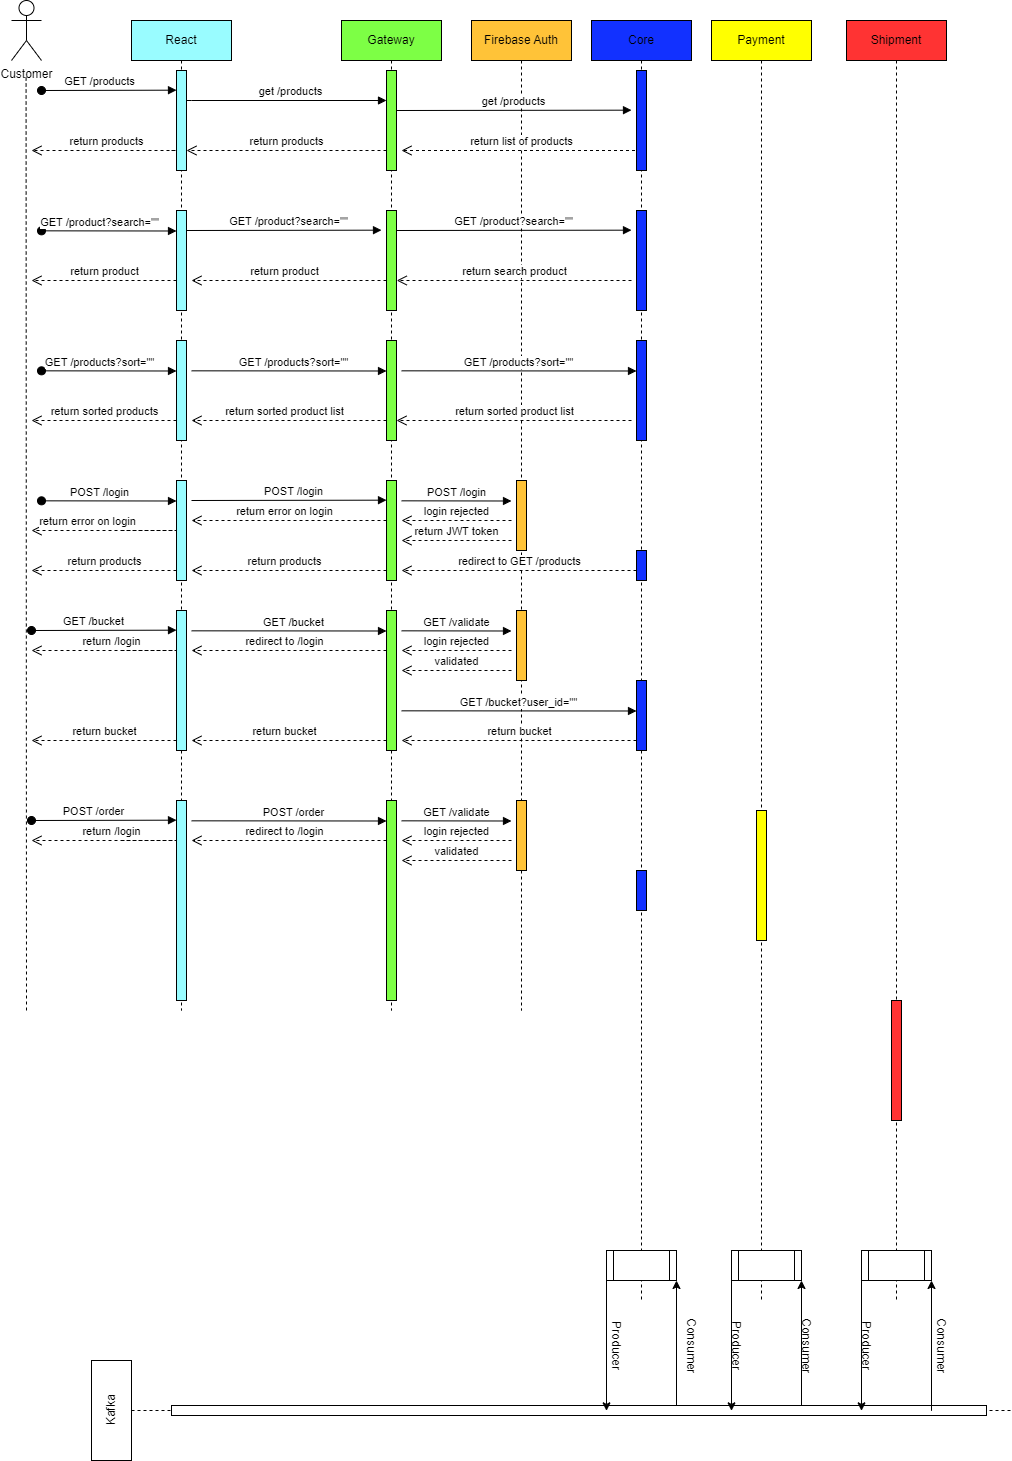 Customer
React
Gateway
Firebase Auth
Core
Payment
Shipment
GET /products
get /products
get /products
return products
return products
return list of products
GET /product?search=""
GET /product?search=""
GET /product?search=""
return product
return product
return search product
GET /products?sort=""
GET /products?sort=""
GET /products?sort=""
return sorted products
return sorted product list
return sorted product list
POST /login
POST /login
POST /login
return error on login
return error on login
login rejected
return JWT token
return products
return products
redirect to GET /products
GET /bucket
GET /bucket
GET /validate
return /login
redirect to /login
login rejected
validated
GET /bucket?user_id=""
return bucket
return bucket
return bucket
POST /order
POST /order
GET /validate
return /login
redirect to /login
login rejected
validated
Producer
Consumer
Producer
Consumer
Producer
Consumer
Kafka